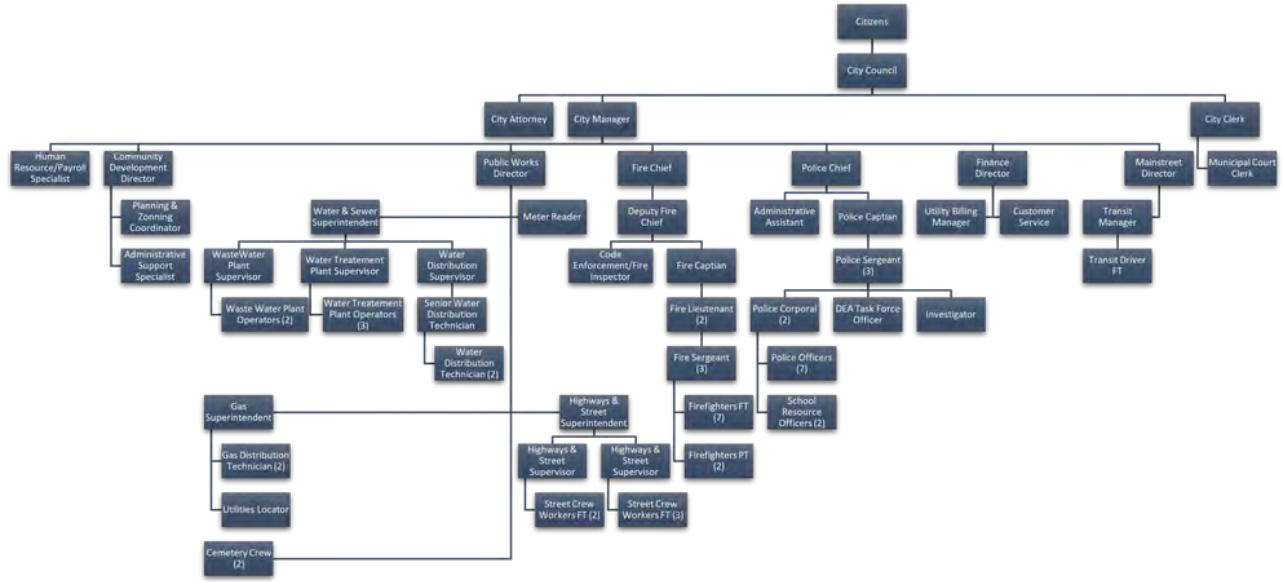 Citizens
City Council
City Attorney
City Manager
City Clerk
Human
Resource/Payroll
Specialist
Community
Development
Director
Public Works
Director
Fire Chief
Police Chief
Finance
Director
Mainstreet
Director
Municipal Court
Clerk
Planning &
Zonning
Coordinator
Administrative
Support
Specialist
Water & Sewer
Superintendent
Meter Reader
WasteWater
Plant
Supervisor
Water Treatement
Plant Supervisor
Water
Distribution
Supervisor
Waste Water Plant
Operators (2)
Water Treatement
Plant Operators
(3)
Senior Water
Distribution
Technician
Water
Distribution
Technician (2)
Deputy Fire
Chief
Code
Enforcement/Fire
Inspector
Fire Captian
Fire Lieutenant
(2)
Fire Sergeant
(3)
Firefighters FT
(7)
Firefighters PT
(2)
Administrative
Assistant
Police Captian
Police Sergeant
(3)
Police Corporal
(2)
DEA Task Force
Officer
Investigator
Police Officers
(7)
School
Resource
Officers (2)
Utility Billing
Manager
Customer
Service
Transit
Manager
Transit Driver
FT
Gas
Superintendent
Gas Distribution
Technician (2)
Utilities Locator
Highways &
Street
Superintendent
Highways &
Street
Supervisor
Highways &
Street
Supervisor
Street Crew
Workers FT (2)
Street Crew
Workers FT (3)
Cemetery Crew
(2)